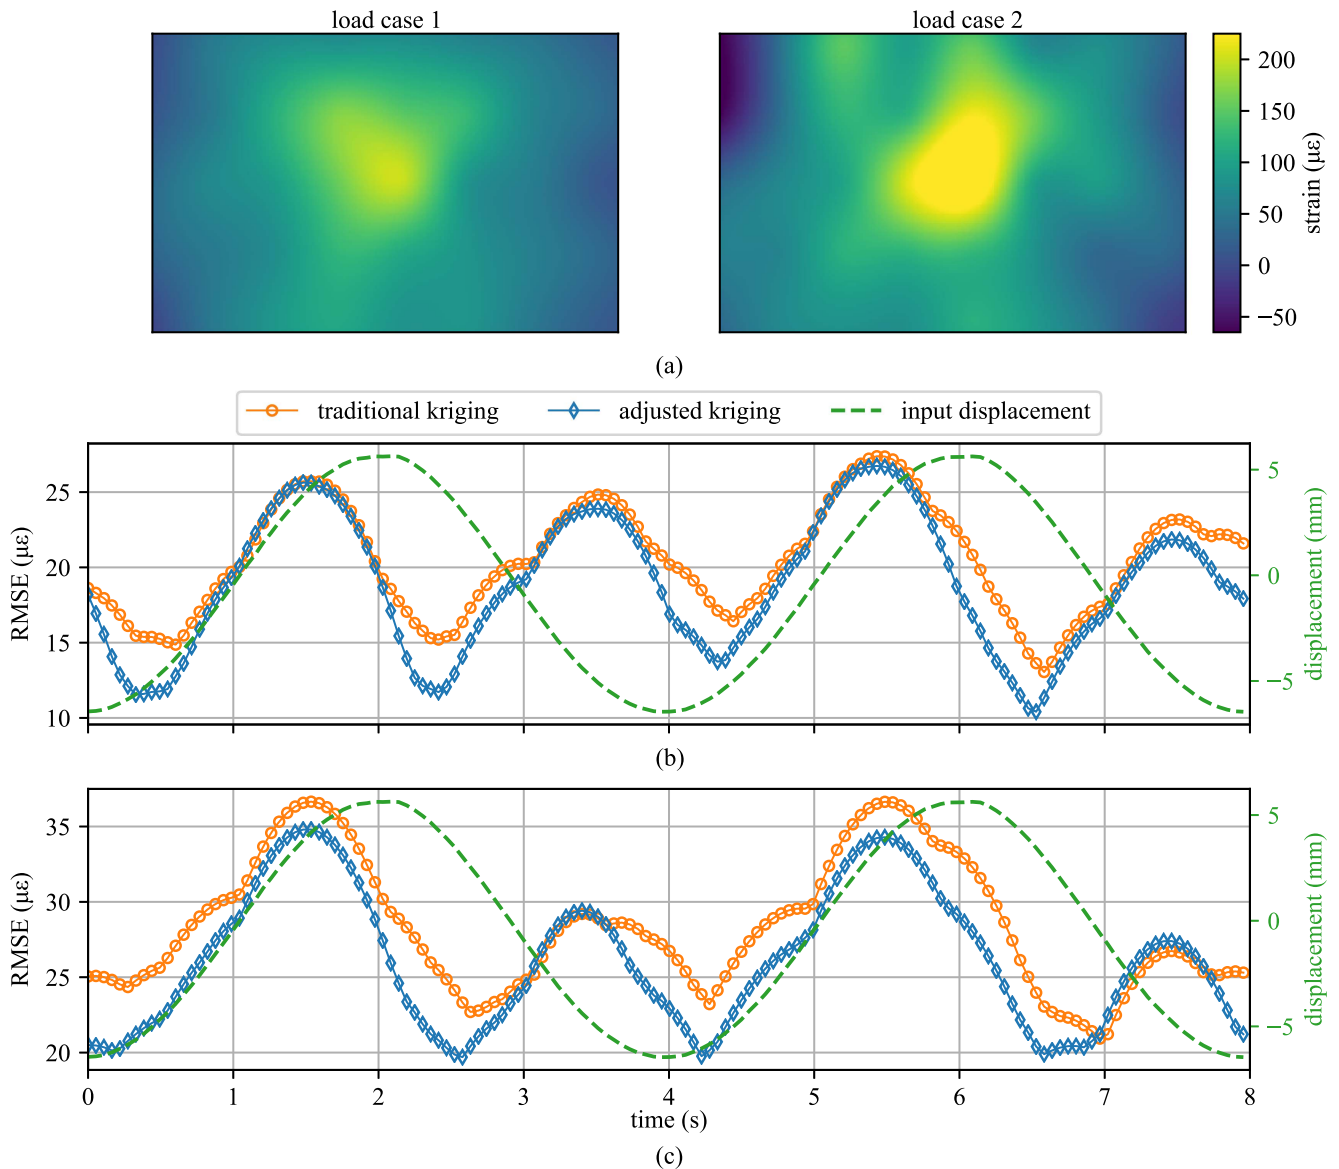 load case 1
load case 2
200
150
100
50
0
−50
strain (με)
(a)
traditional kriging
adjusted kriging
input displacement
25
20
15
10
RMSE (με)
5
0
−5
displacement (mm)
(b)
35
30
25
20
RMSE (με)
5
0
−5
displacement (mm)
0 1 2 3 4 5 6 7 8
time (s)
(c)